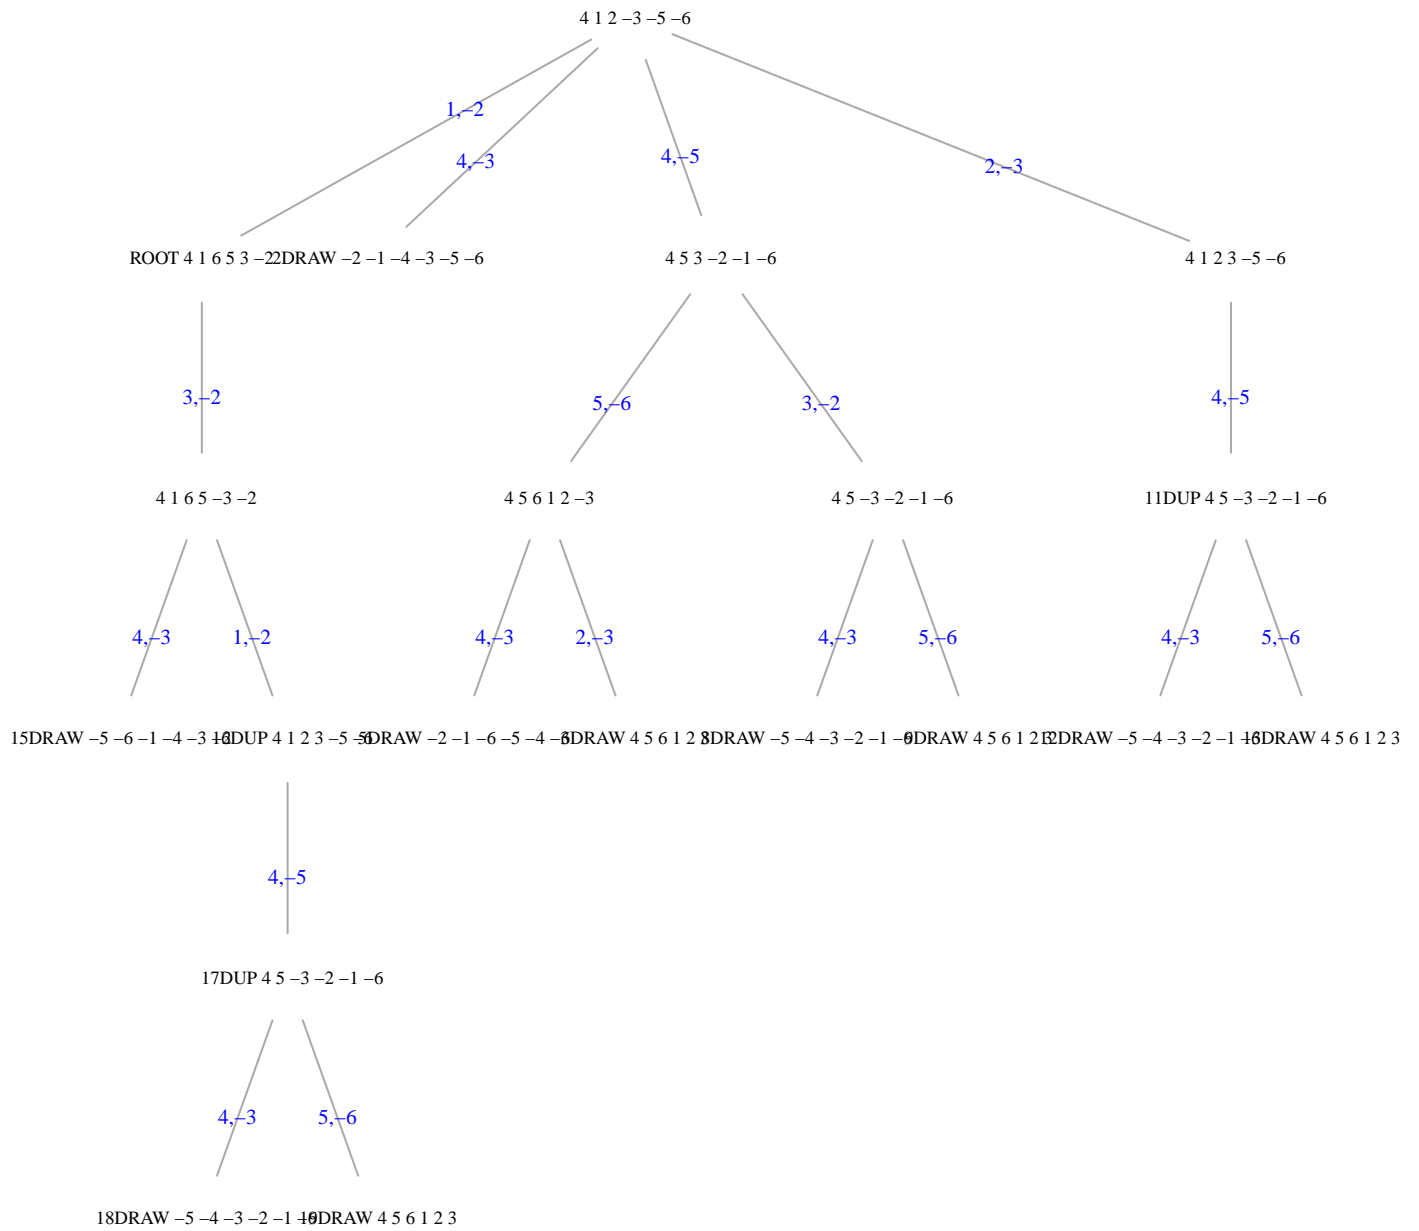 4 1 2 –3 –5 –6
1,–2
4,–3
4,–5
2,–3
ROOT 4 1 6 5 3 –2
2DRAW –2 –1 –4 –3 –5 –6
4 5 3 –2 –1 –6
4 1 2 3 –5 –6
3,–2
5,–6
3,–2
4,–5
4 1 6 5 –3 –2
4 5 6 1 2 –3
4 5 –3 –2 –1 –6
11DUP 4 5 –3 –2 –1 –6
4,–3
1,–2
4,–3
2,–3
4,–3
5,–6
4,–3
5,–6
15DRAW –5 –6 –1 –4 –3
DUP 4 1 2 3 –5
DRAW –2 –1 –6 –5 –4
DRAW 4 5 6 1 2
DRAW –5 –4 –3 –2 –1
DRAW 4 5 6 1 2
DRAW –5 –4 –3 –2 –1
DRAW 4 5 6 1 2 3
4,–5
17DUP 4 5 –3 –2 –1 –6
4,–3
5,–6
18DRAW –5 –4 –3 –2 –1
DRAW 4 5 6 1 2 3